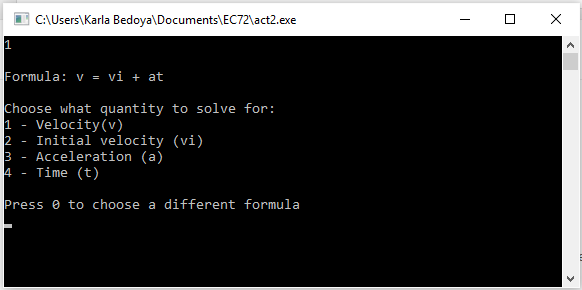 C:\Users\Karla Bedoya\Documents\EC72\act2.exe
1
Formula: v = vi + at
Choose what quantity to solve for:
1 - Velocity(v)
2 - Initial velocity (vi)
3 - Acceleration (a)
4 - Time (t)
Press 0 to choose a different formula